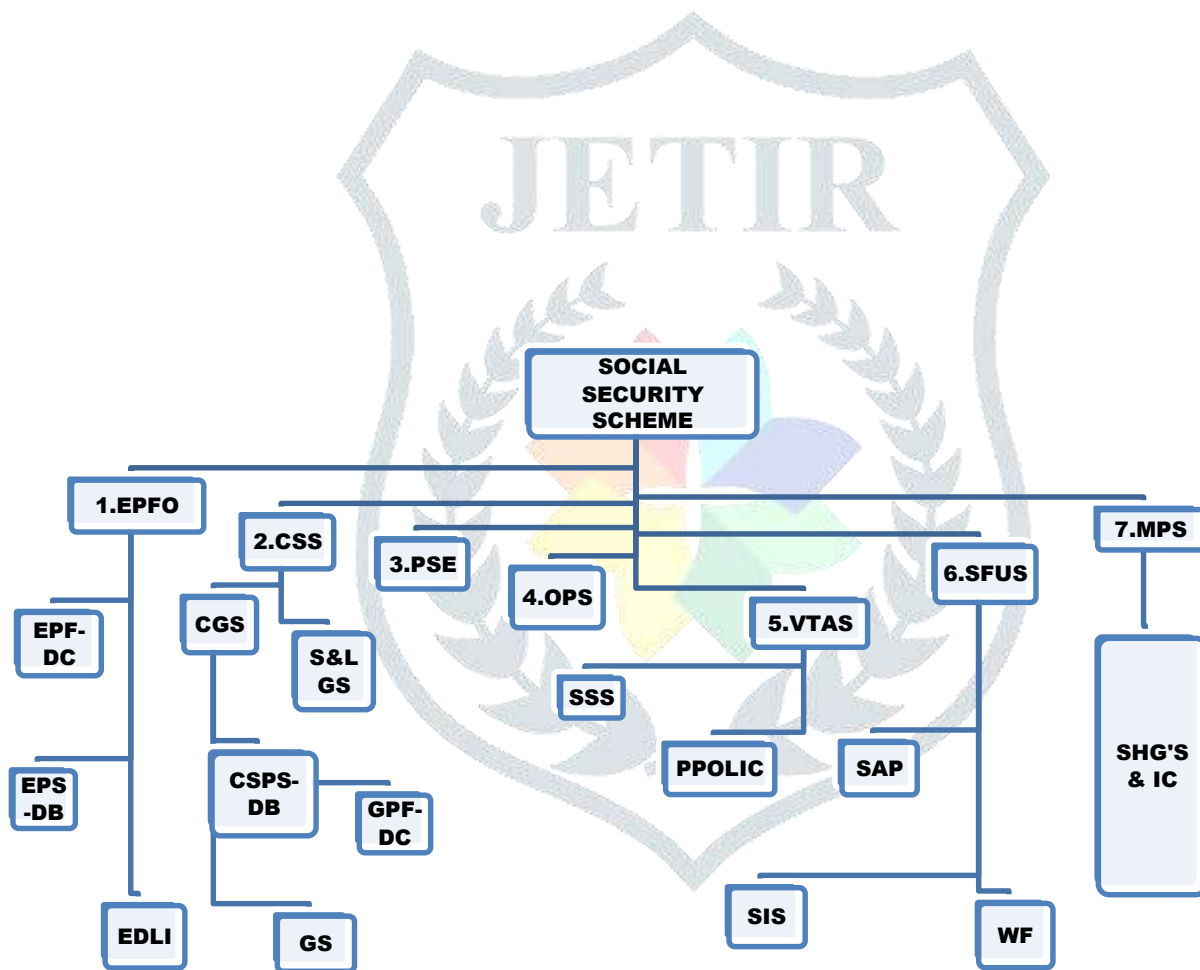 JETIR
SOCIAL
SECURITY
SCHEME
1.EPFO
2.CSS
3.PSE
4.OPS
5.VTAS
6.SFUS
7.MPS
EPF-
DC
CGS
S&L
GS
SSS
PPOLIC
SAP
SHG'S
& IC
EPS
-DB
CSPS-
DB
GPF-
DC
EDLI
GS
SIS
WF